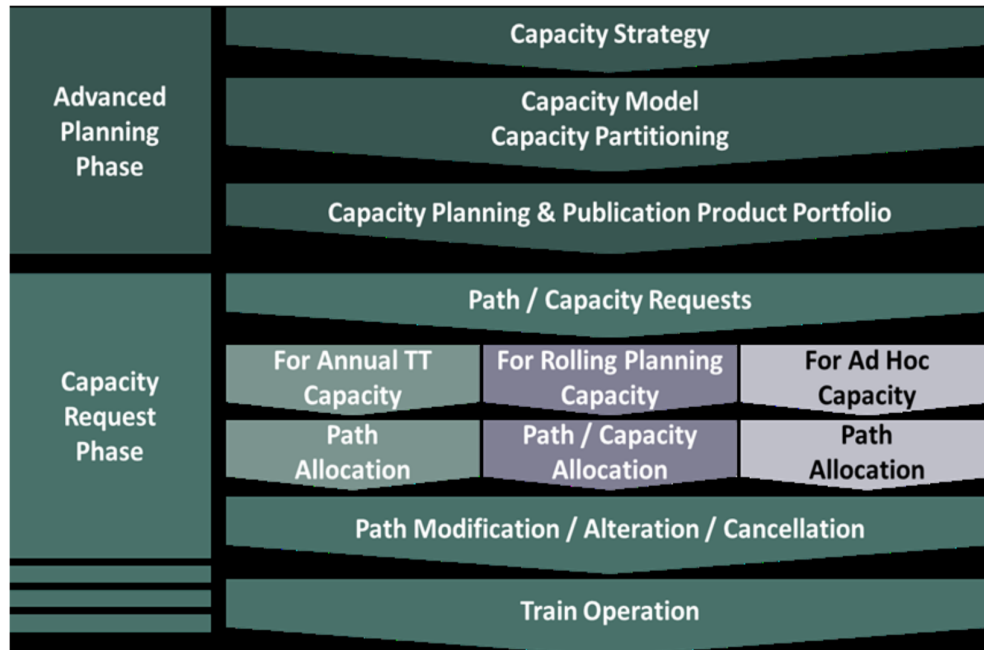 Advanced
Planning
Phase
Capacity Strategy
Capacity Model
Capacity Partitioning
Capacity Planning & Publication Product Portfolio
Capacity
Request
Phase
Path / Capacity Requests
For Annual TT
Capacity
For Rolling Planning
Capacity
For Ad Hoc
Capacity
Path
Allocation
Path / Capacity
Allocation
Path
Allocation
Path Modification / Alteration / Cancellation
Train Operation